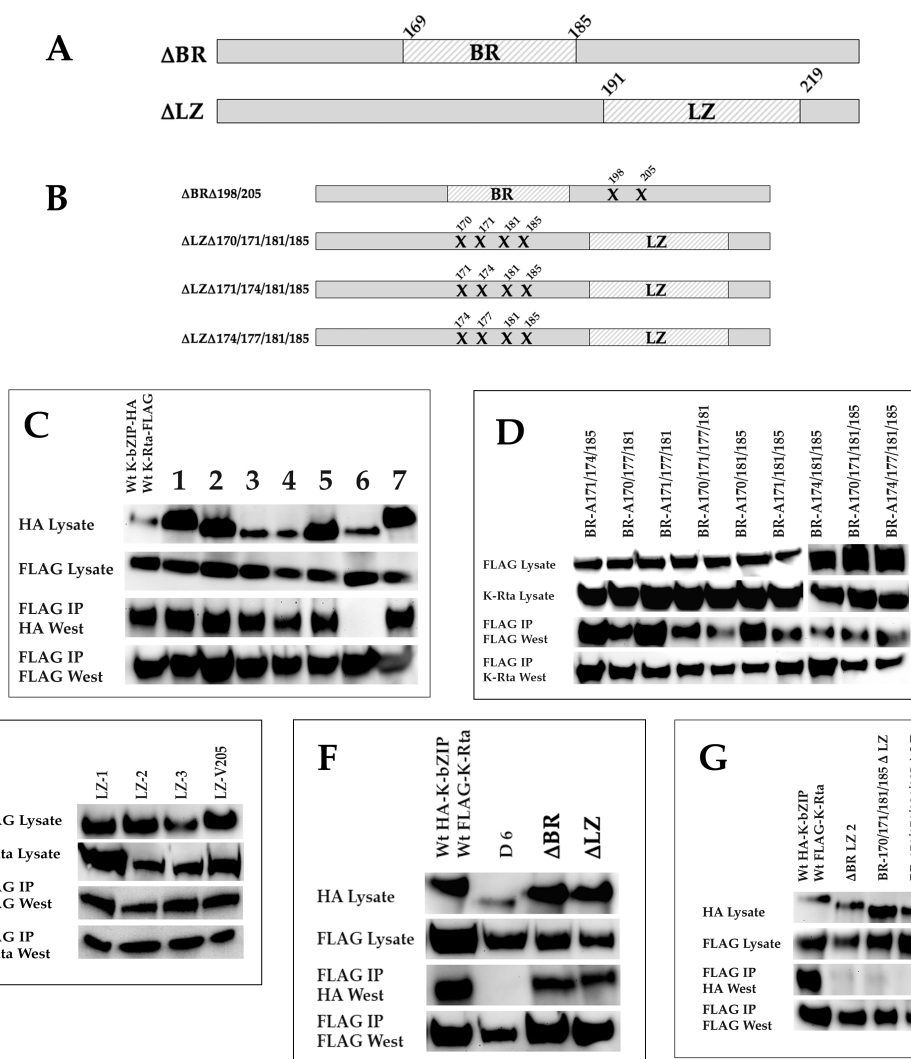 A
169
185
ΔBR
BR
191
219
ΔLZ
LZ
B
198
205
ΔBRΔ198/205
BR
X X
170 171 181 185
ΔLZΔ170/171/181/185
X X X X
LZ
171 174 181 185
ΔLZΔ171/174/181/185
X X X X
LZ
174 177 181 185
ΔLZΔ174/177/181/185
X X X X
LZ
C
Wt K-bZIP-HA
Wt K-Rta-FLAG
1 2 3 4 5 6 7
HA Lysate
FLAG Lysate
FLAG IP
HA West
FLAG IP
FLAG West
D
BR-A171/174/185
BR-A170/177/181
BR-A171/177/181
BR-A170/171/177/181
BR-A170/181/185
BR-A171/181/185
BR-A174/181/185
BR-A170/171/181/185
BR-A174/177/181/185
FLAG Lysate
K-Rta Lysate
FLAG IP
FLAG West
FLAG IP
K-Rta West
LZ-1
LZ-2
LZ-3
LZ-V205
G Lysate
ta Lysate
G IP
G West
G IP
ta West
F
Wt HA-K-bZIP
Wt FLAG-K-Rta
D 6
ΔBR
ΔLZ
HA Lysate
FLAG Lysate
FLAG IP
HA West
FLAG IP
FLAG West
G
Wt HA-K-bZIP
Wt FLAG-K-Rta
ΔBR LZ 2
BR-170/171/181/185 Δ LZ
HA Lysate
FLAG Lysate
FLAG IP
HA West
FLAG IP
FLAG West